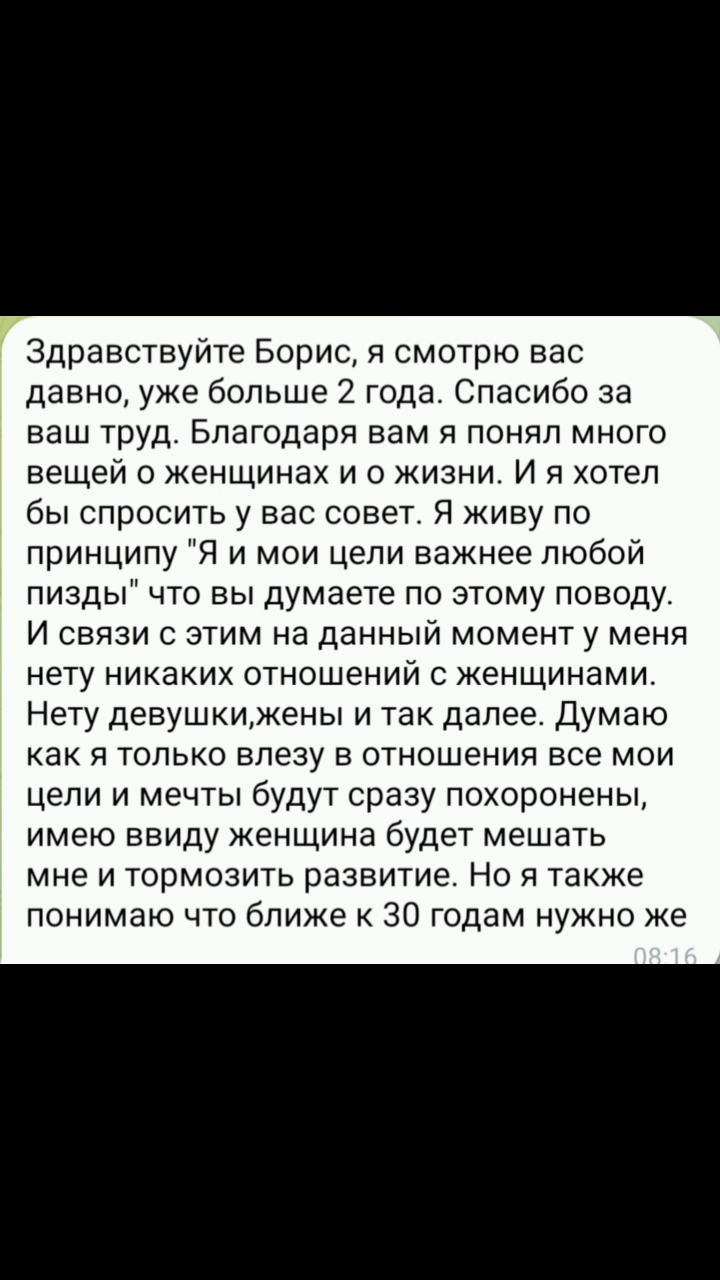 Здравствуйте Борис, я смотрю вас
давно, уже больше 2 года. Спасибо за
ваш труд. Благодаря вам я понял много
вещей о женщинах и о жизни. И я хотел
бы спросить у вас совет. Я живу по
принципу "Я и мои цели важнее любой
пизды" что вы думаете по этому поводу.
И связи с этим на данный момент у меня
нету никаких отношений с женщинами.
Нету девушки,жены и так далее. Думаю
как я только влезу в отношения все мои
цели и мечты будут сразу похоронены,
имею ввиду женщина будет мешать
мне и тормозить развитие. Но я также
понимаю что ближе к 30 годам нужно же
08:16